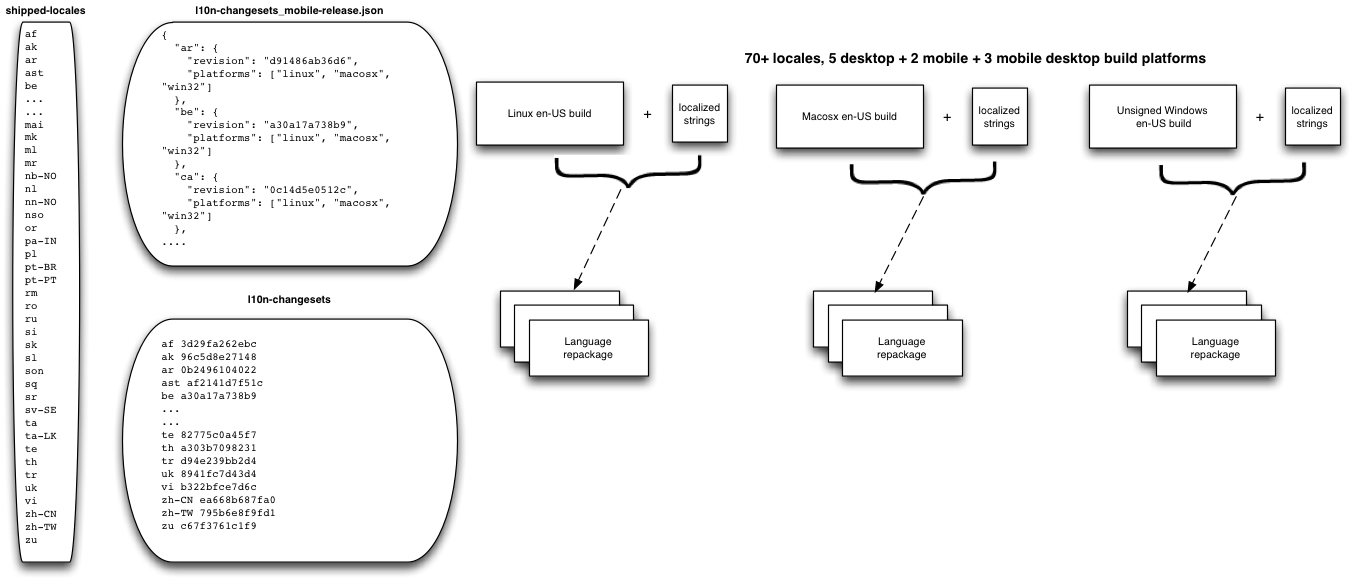 shipped-locales
af
ak
ar
ast
be
...
...
mai
mk
ml
mr
nb-NO
nl
nn-NO
nso
or
pa-IN
pl
pt-BR
pt-PT
rm
ro
ru
si
sk
sl
son
sq
sr
sv-SE
ta
ta-LK
te
th
tr
uk
vi
zh-CN
zh-TW
zu
l10n-changesets_mobile-release.json
{
"ar": {
"revision": "d91486ab36d6",
"platforms": ["linux", "macosx",
"win32"]
},
"be": {
"revision": "a30a17a738b9",
"platforms": ["linux", "macosx",
"win32"]
},
"ca": {
"revision": "0c14d5e0512c",
"platforms": ["linux", "macosx",
"win32"]
},
....
l10n-changesets
af 3d29fa262ebc
ak 96c5d8e27148
ar 0b2496104022
ast af2141d7f51c
be a30a17a738b9
...
...
te 82775c0a45f7
th a303b7098231
tr d94e239bb2d4
uk 8941fc7d43d4
vi b322bfce7d6c
zh-CN ea668b687fa0
zh-TW 795b6e8f9fd1
zu c67f3761c1f9
70+ locales, 5 desktop + 2 mobile + 3 mobile desktop build platforms
Linux en-US build
+
localized
strings
Language
repackage
Macosx en-US build
+
localized
strings
Language
repackage
Unsigned Windows
en-US build
+
localized
strings
Language
repackage